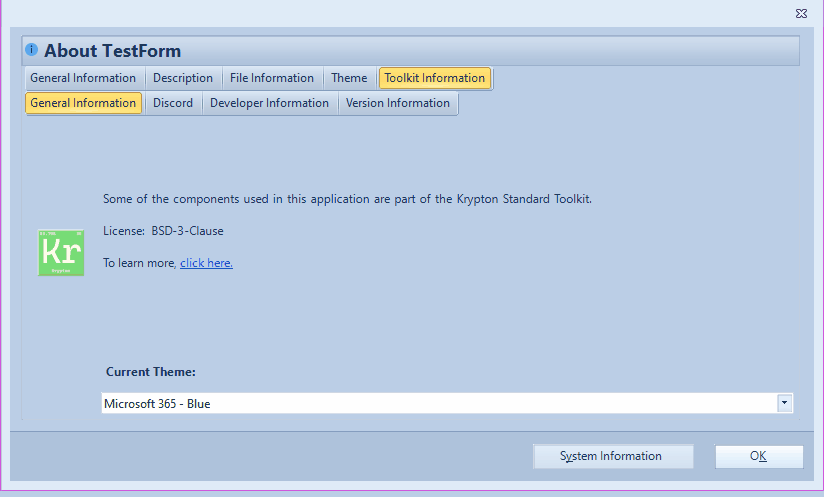 About TestForm
General Information Description File Information Theme Toolkit Information
General Information Discord Developer Information Version Information
Some of the components used in this application are part of the Krypton Standard Toolkit.
License: BSD-3-Clause
Kr
Krypton
To learn more, click here.
Current Theme:
Microsoft 365 - Blue
System Information OK